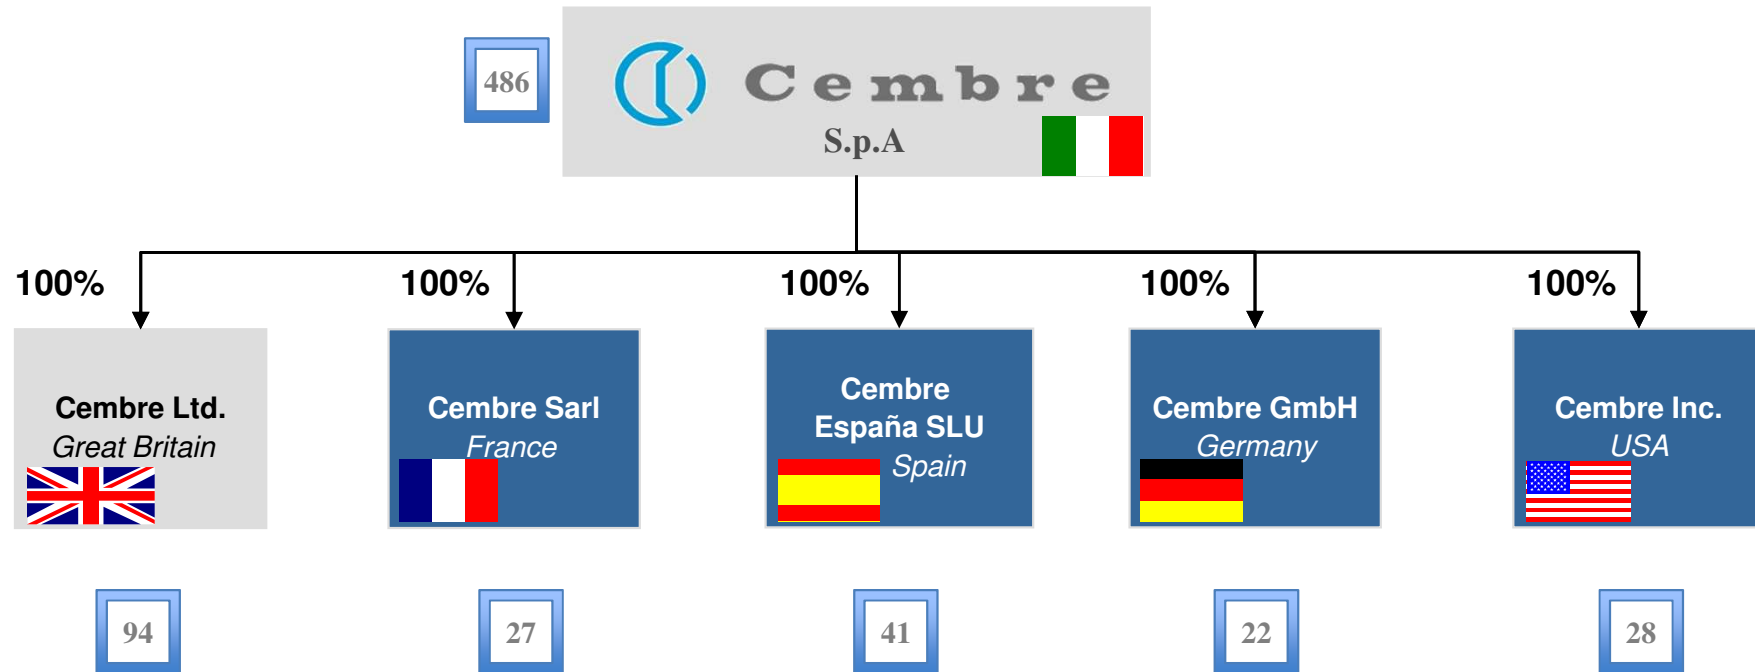 486
Cembre
S.p.A
100%
100%
100%
100%
100%
Cembre Ltd.
Great Britain
Cembre Sarl
France
Cembre
España SLU
Spain
Cembre GmbH
Germany
Cembre Inc.
USA
94
27
41
22
28